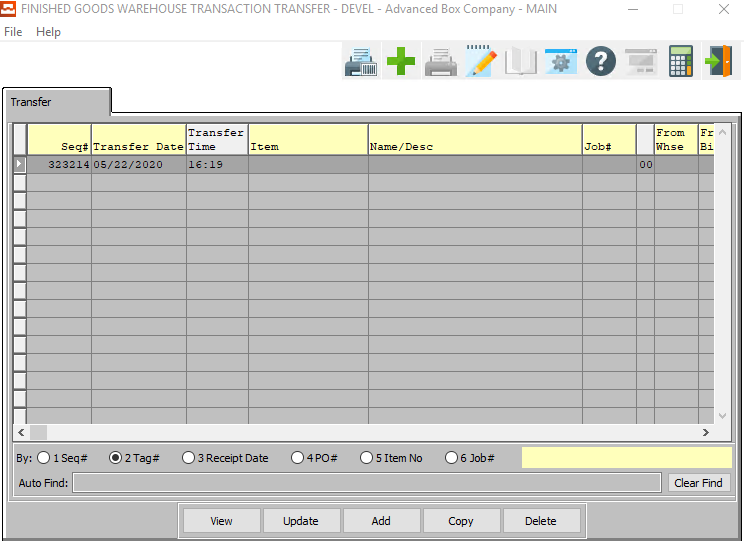 FINISHED GOODS WAREHOUSE TRANSACTION TRANSFER - DEVEL - Advanced Box Company - MAIN
File Help
Transfer
Seq# Transfer Date Transfer Time Item Name/Desc Job# From Whse Fr Bi
323214 05/22/2020 16:19 00
By: 1 Seq# 2 Tag# 3 Receipt Date 4 PO# 5 Item No 6 Job#
Auto Find: Clear Find
View Update Add Copy Delete